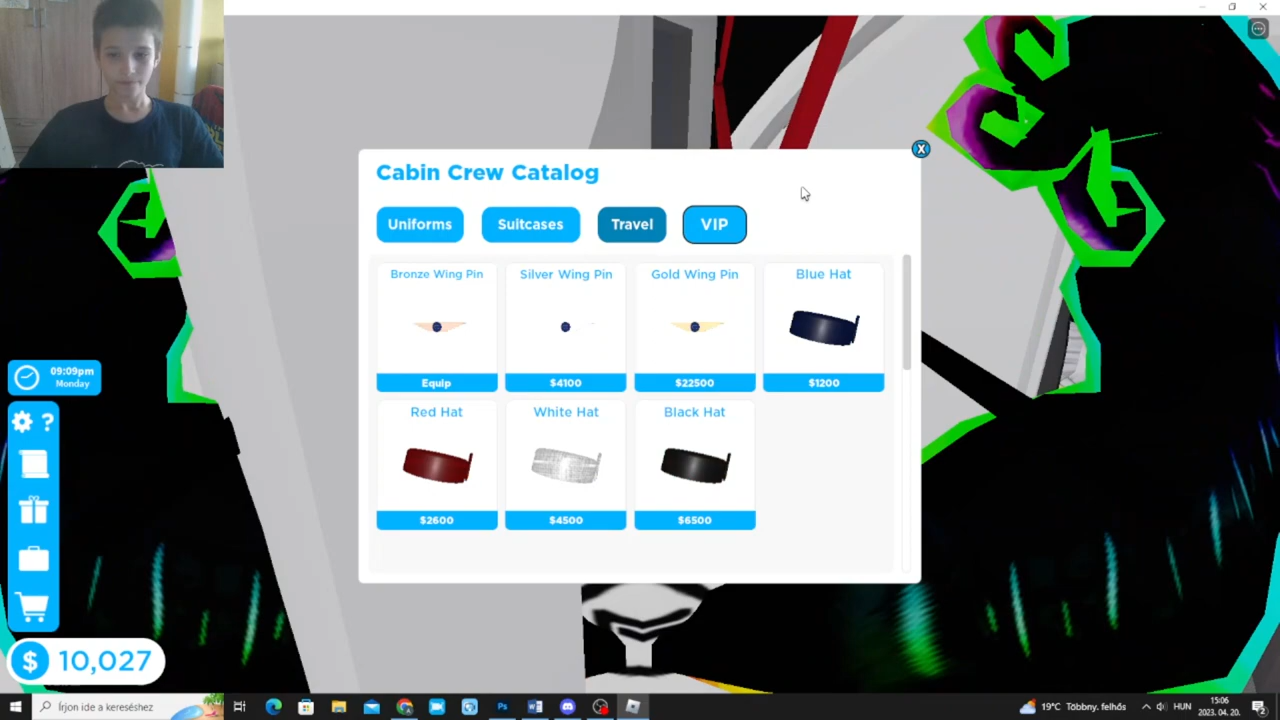 Cabin Crew Catalog
X
Uniforms Suitcases Travel VIP
Bronze Wing Pin Silver Wing Pin Gold Wing Pin Blue Hat
Equip $4100 $22500 $1200
Red Hat White Hat Black Hat
$2600 $4500 $6500
09:09pm
Monday
?
$ 10,027
Írjon ide a kereséshez
19°C Többny. felhős
HUN
15:06
2023. 04. 20.
2